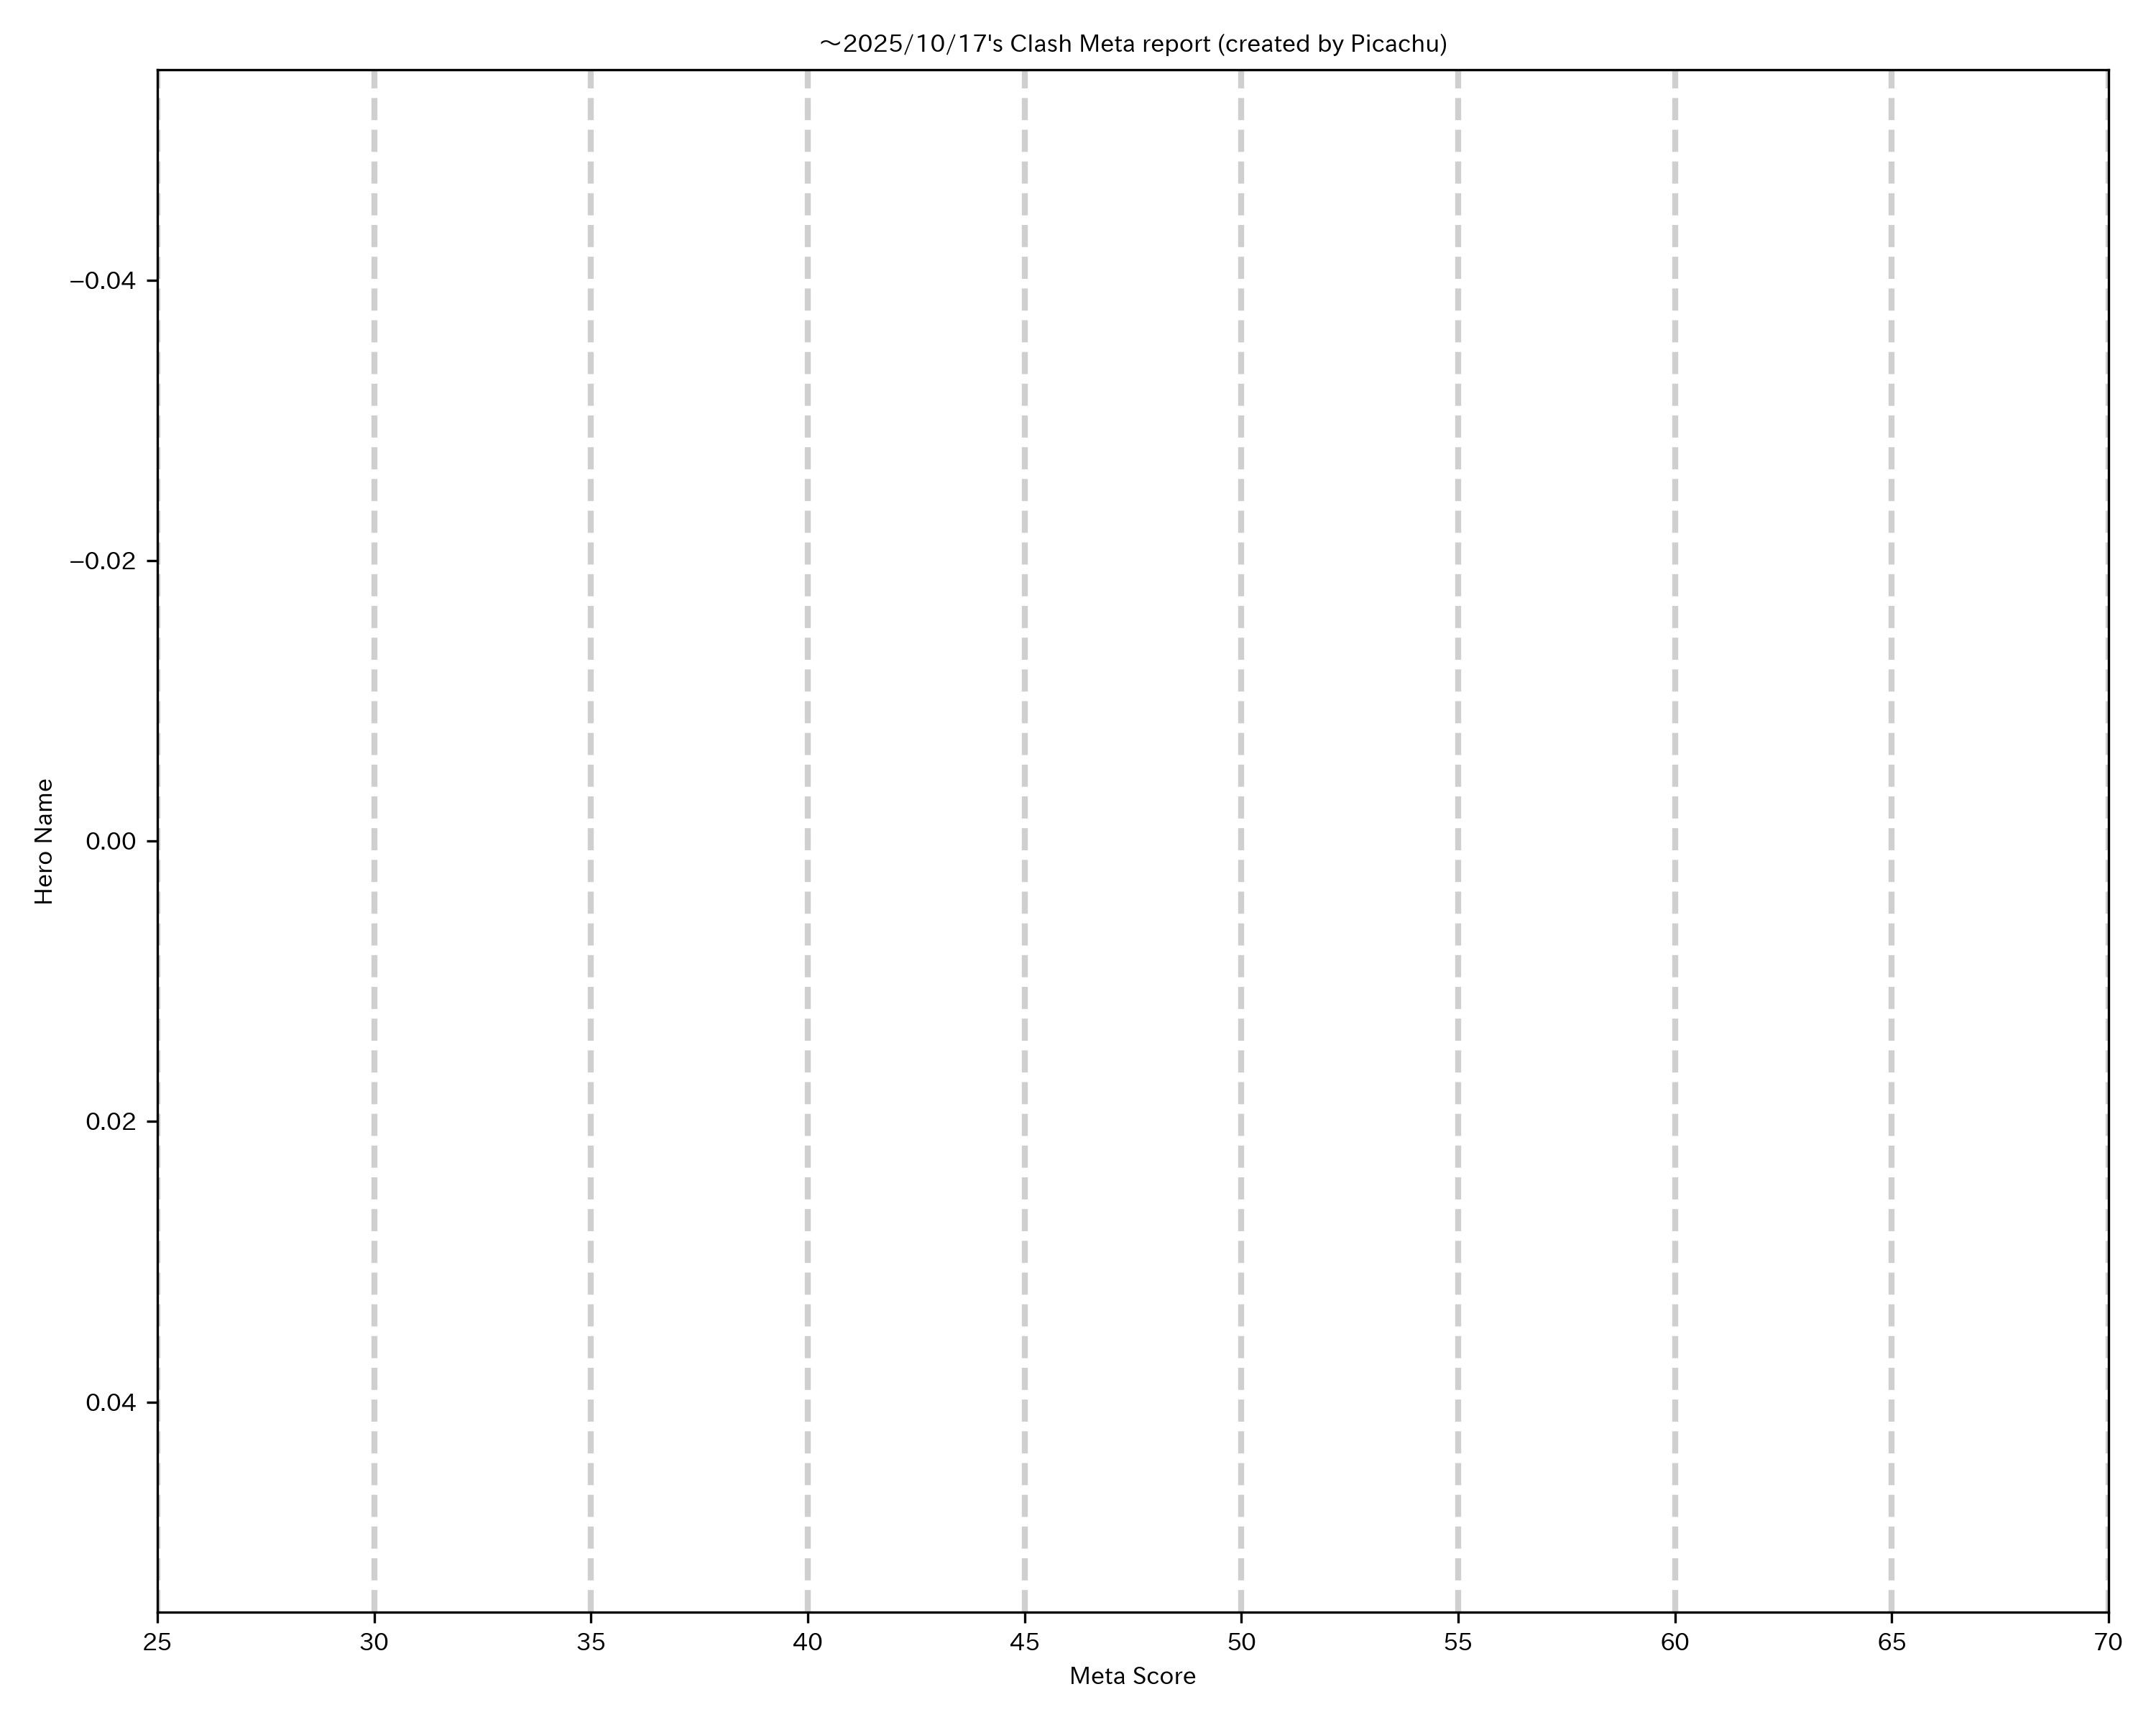 ～2025/10/17's Clash Meta report (created by Picachu)
Hero Name
−0.04
−0.02
0.00
0.02
0.04
25 30 35 40 45 50 55 60 65 70
Meta Score